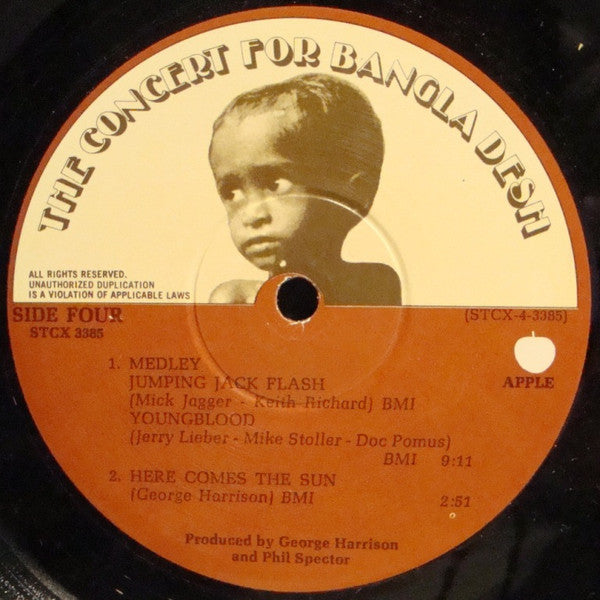 THE CONCERT FOR BANGLA DESH
ALL RIGHTS RESERVED.
UNAUTHORIZED DUPLICATION
IS A VIOLATION OF APPLICABLE LAWS
SIDE FOUR
STCX 3385
(STCX-4-3385)
APPLE
1. MEDLEY
JUMPING JACK FLASH
(Mick Jagger - Keith Richard) BMI
YOUNGBLOOD
(Jerry Lieber - Mike Stoller - Doc Pomus)
BMI 9:11
2. HERE COMES THE SUN
(George Harrison) BMI 2:51
Produced by George Harrison
and Phil Spector